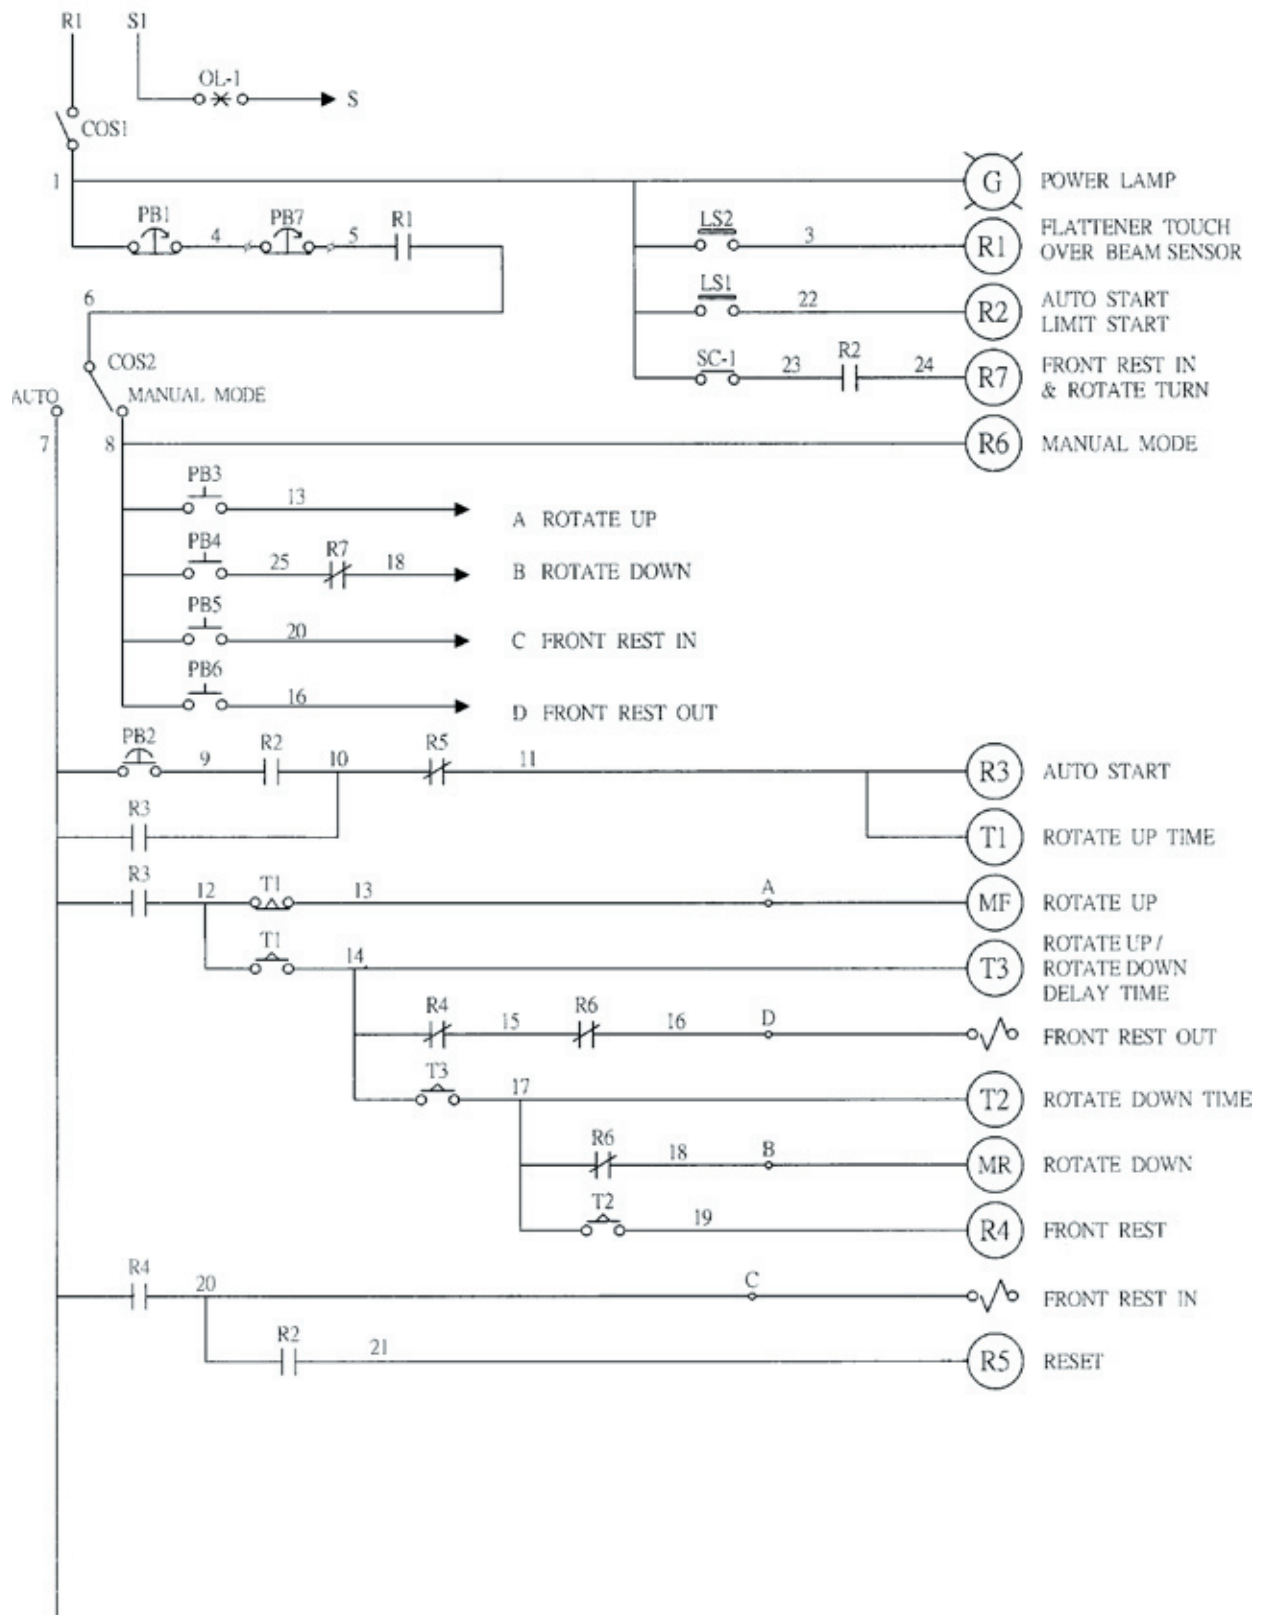 R1 S1
OL-1
S
COS1
1
G POWER LAMP
PB1 4 PB7 5 R1
LS2 3 R1 FLATTENER TOUCH
OVER BEAM SENSOR
LS1 22 R2 AUTO START
LIMIT START
6
COS2
SC-1 23 R2 24 R7 FRONT REST IN
& ROTATE TURN
AUTO MANUAL MODE
7 8 R6 MANUAL MODE
PB3 13 A ROTATE UP
PB4 25 R7 18 B ROTATE DOWN
PB5 20 C FRONT REST IN
PB6 16 D FRONT REST OUT
PB2 9 R2 10 R5 11 R3 AUTO START
R3 T1 ROTATE UP TIME
R3 12 T1 13 A MF ROTATE UP
T1 14 T3 ROTATE UP /
ROTATE DOWN
DELAY TIME
R4 15 R6 16 D FRONT REST OUT
T3 17 T2 ROTATE DOWN TIME
R6 18 B MR ROTATE DOWN
T2 19 R4 FRONT REST
R4 20 C FRONT REST IN
R2 21 R5 RESET